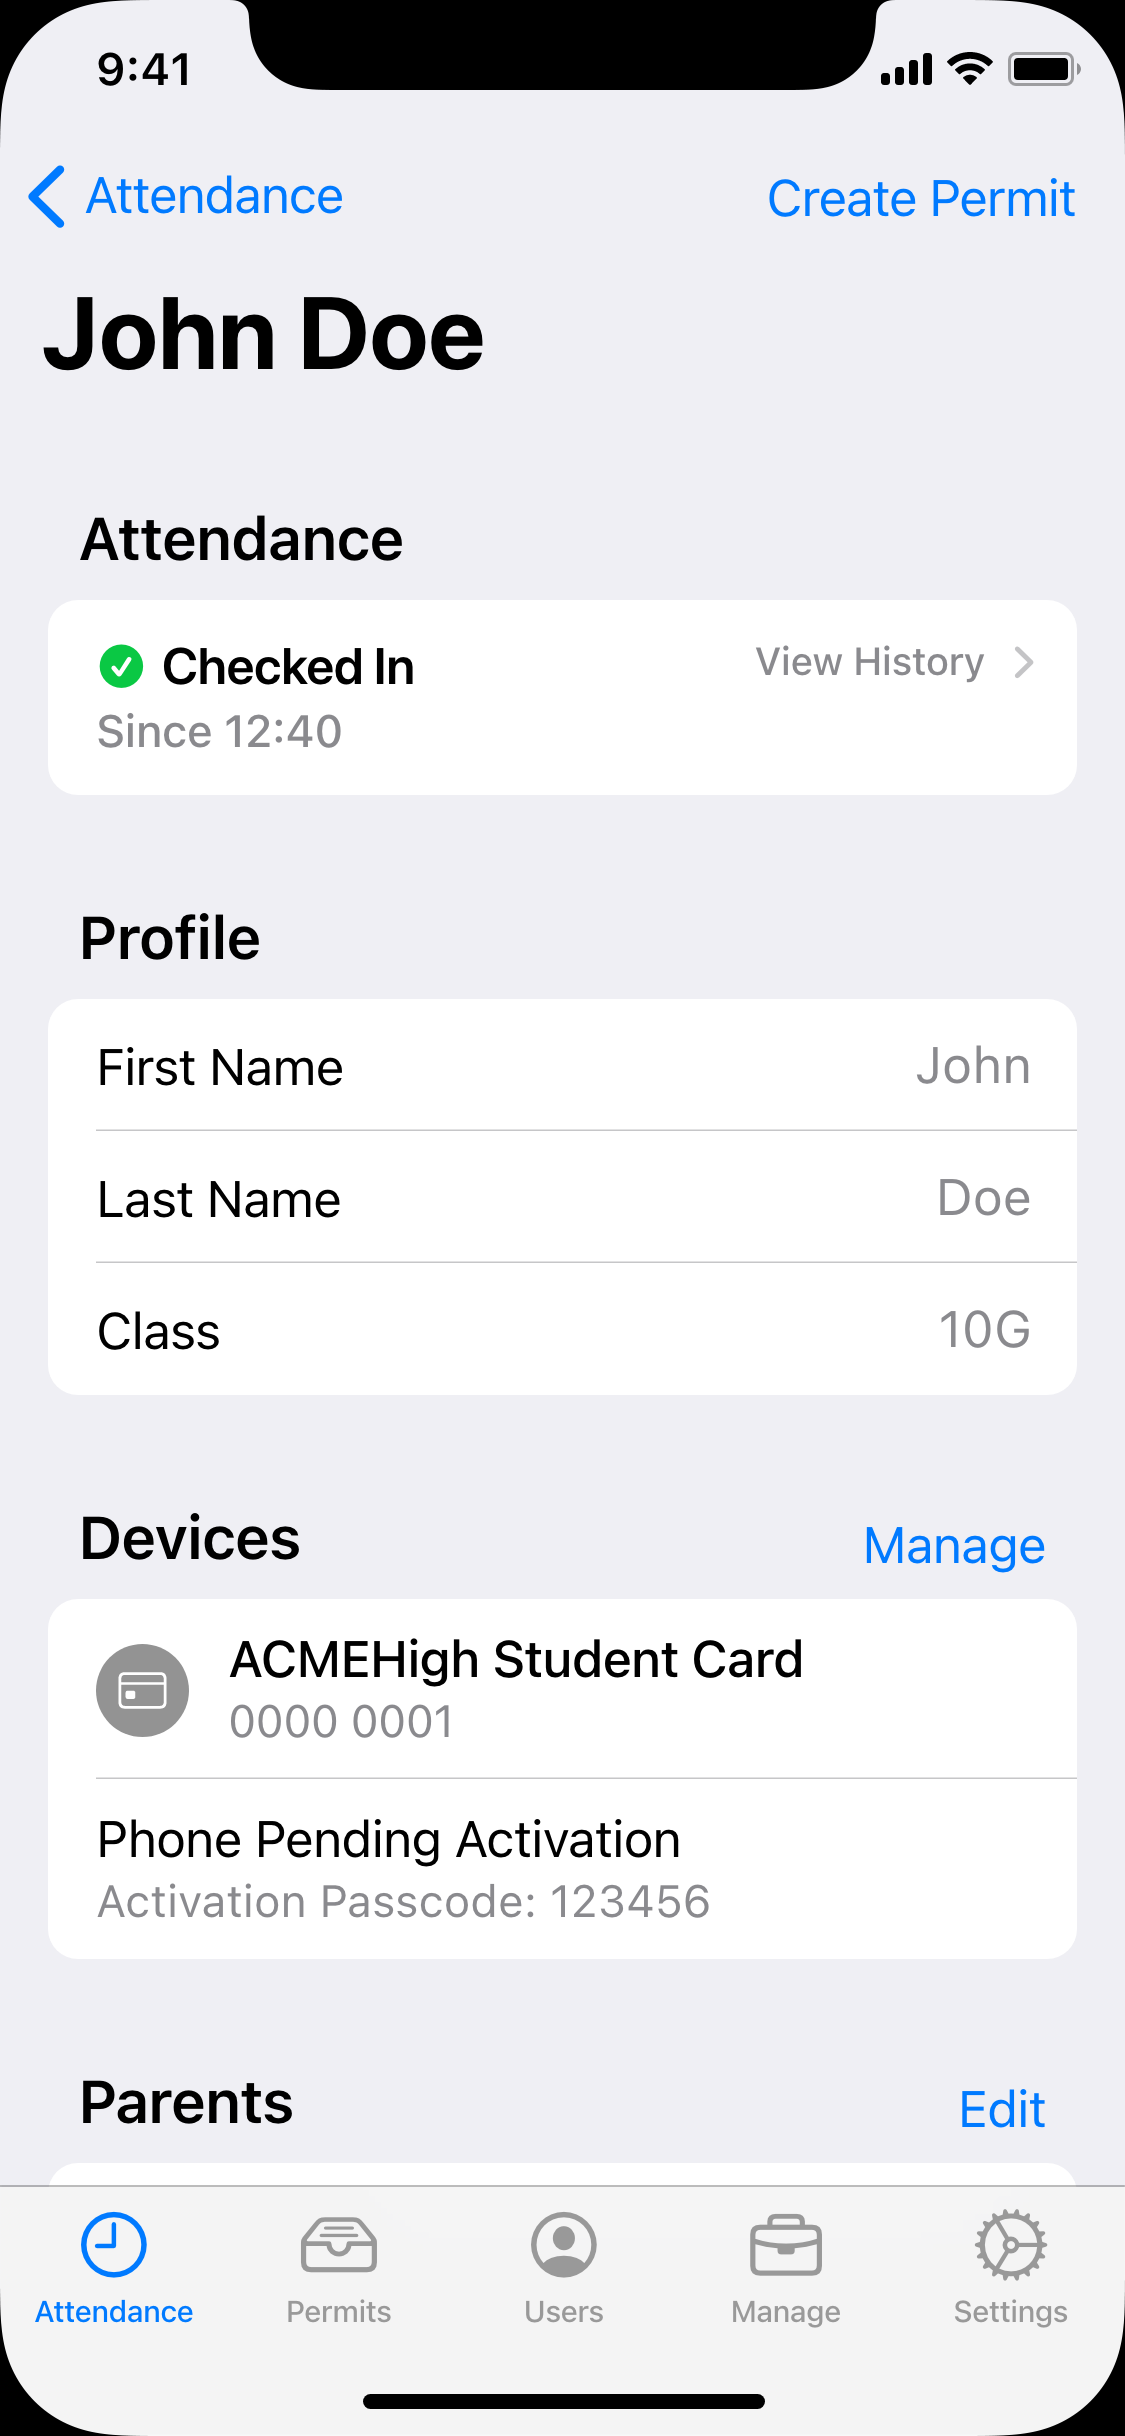 9:41
Attendance
Create Permit
John Doe
Attendance
Checked In
View History
Since 12:40
Profile
First Name
John
Last Name
Doe
Class
10G
Devices
Manage
ACMEHigh Student Card
0000 0001
Phone Pending Activation
Activation Passcode: 123456
Parents
Edit
Attendance
Permits
Users
Manage
Settings